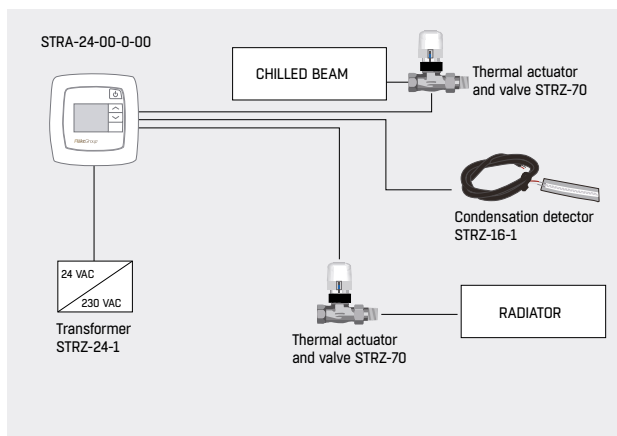 STRA-24-00-0-00
CHILLED BEAM
Thermal actuator
and valve STRZ-70
FläktGroup
Condensation detector
STRZ-16-1
24 VAC
230 VAC
Transformer
STRZ-24-1
RADIATOR
Thermal actuator
and valve STRZ-70